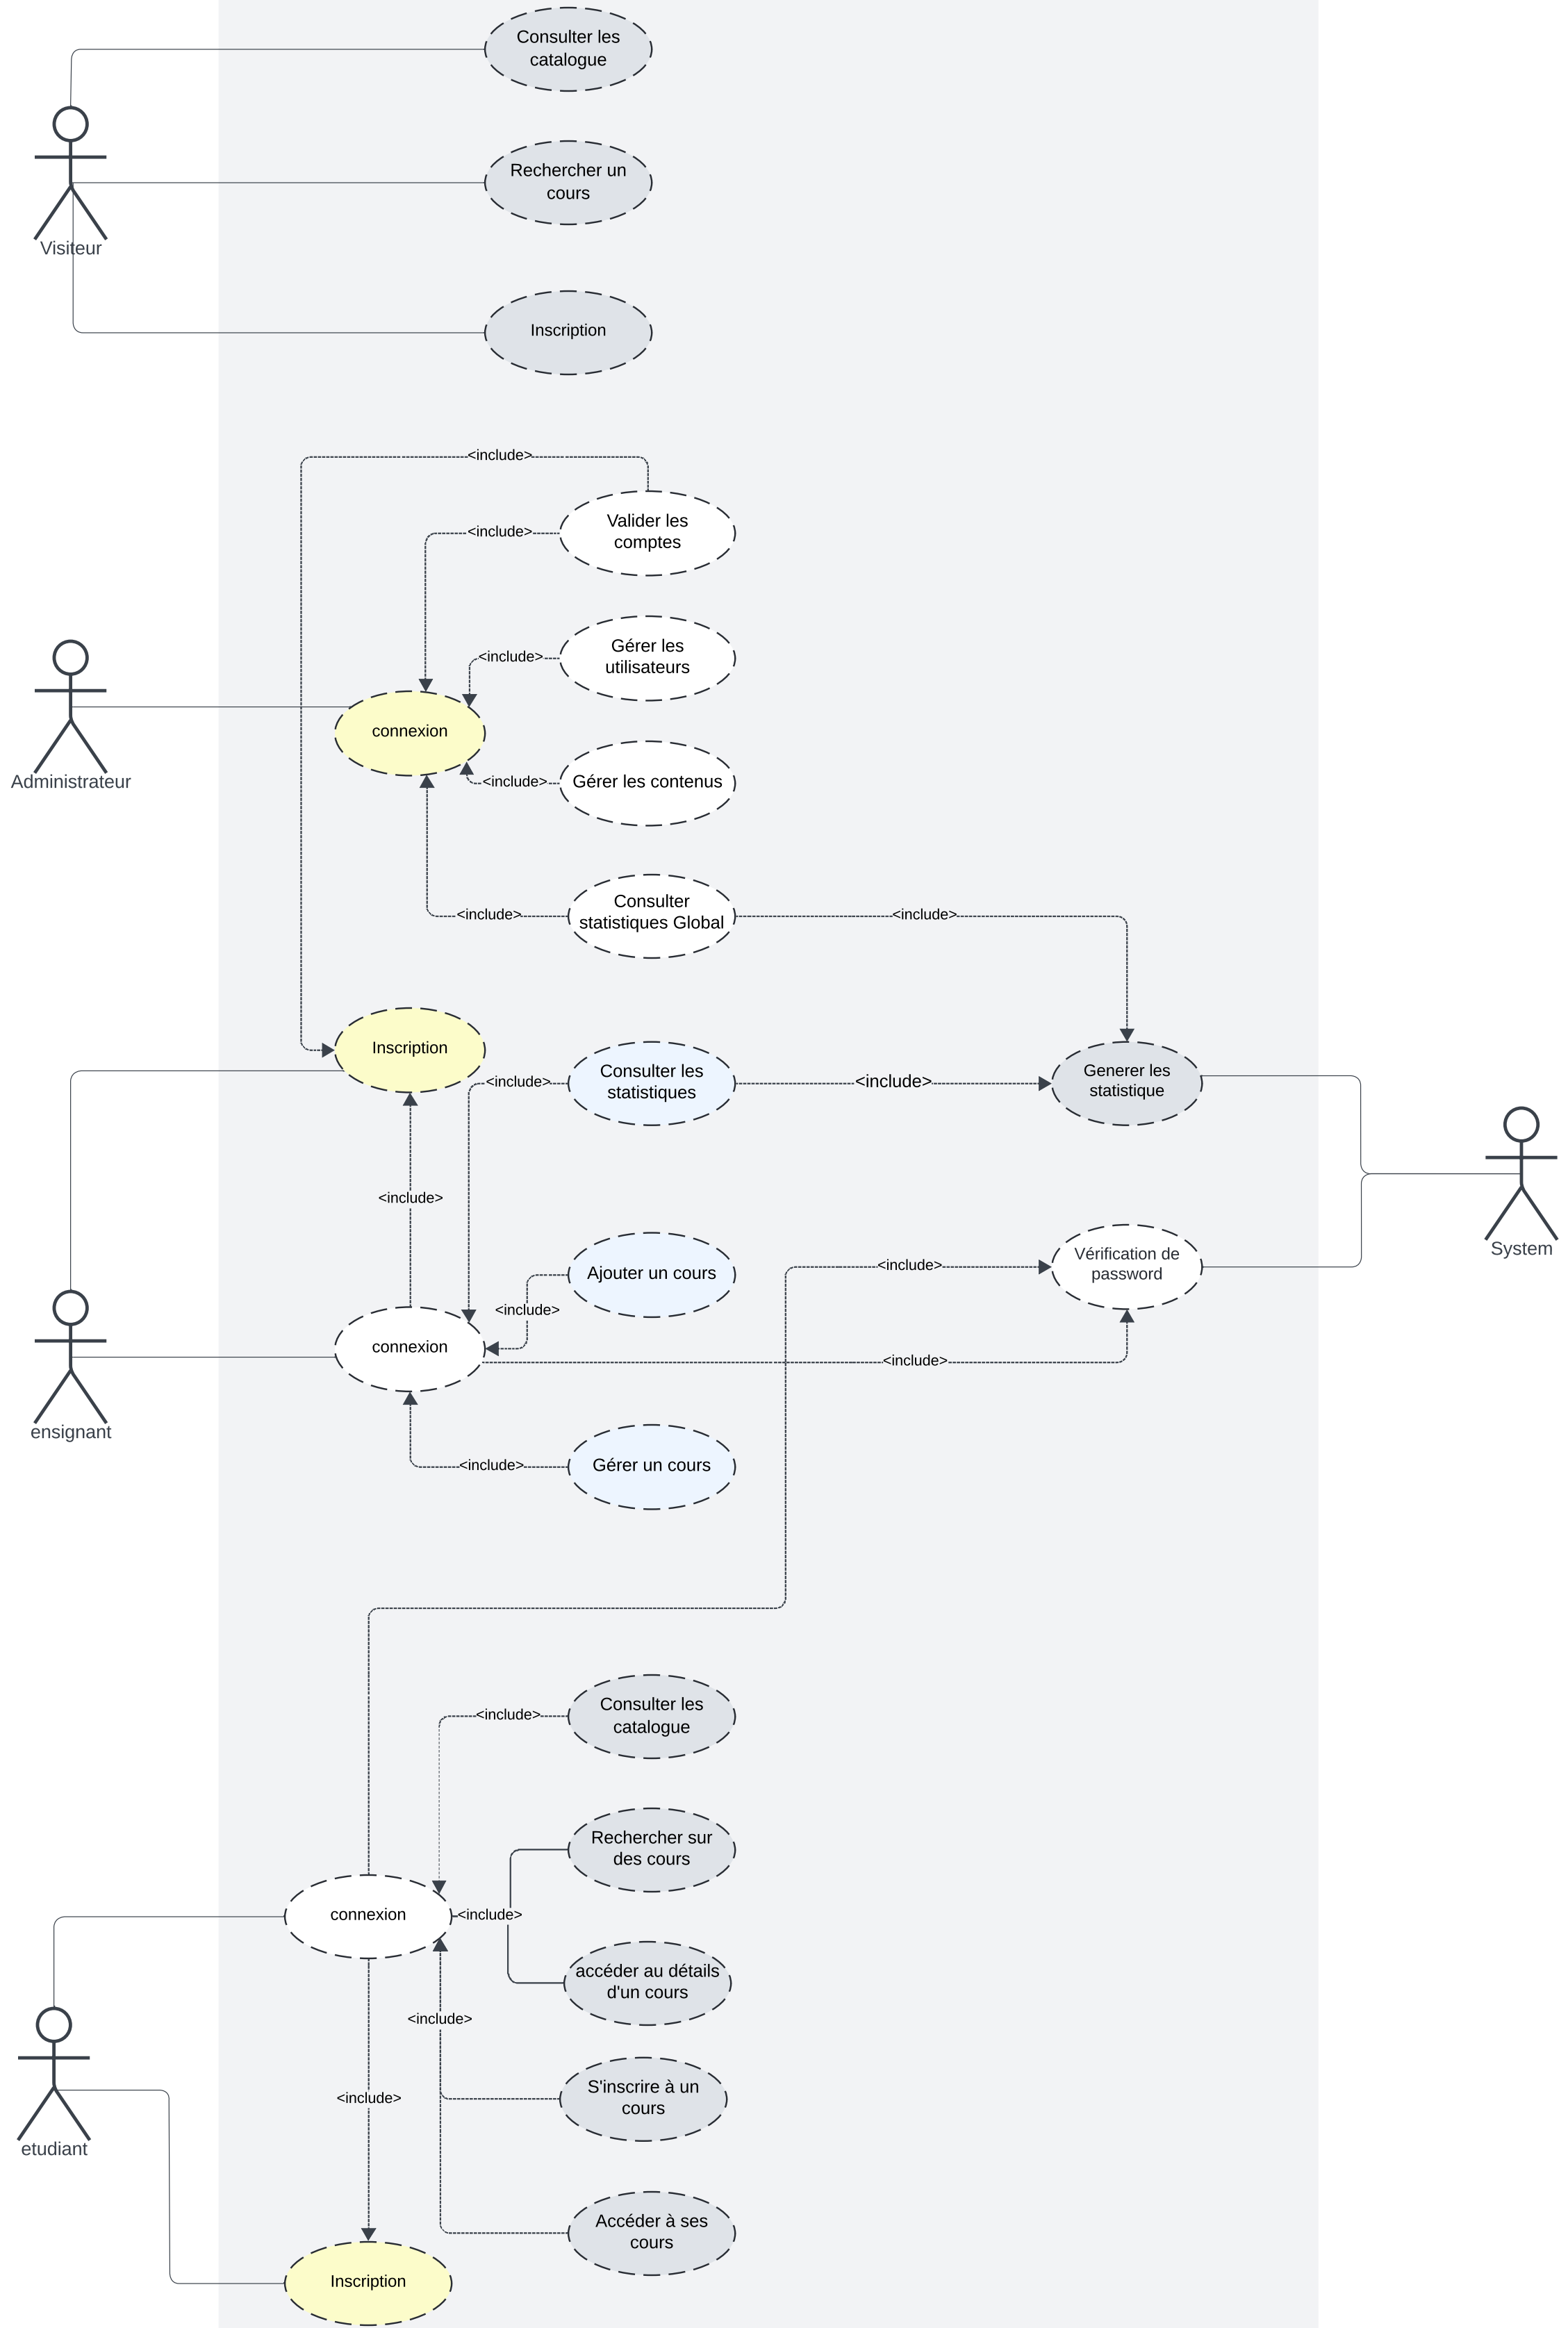 Consulter les
catalogue
Rechercher un
cours
Visiteur
Inscription
<include>
Valider les
comptes
<include>
Gérer les
utilisateurs
<include>
connexion
Administrateur
Gérer les contenus
<include>
Consulter
statistiques Global
<include>
<include>
Inscription
Consulter les
statistiques
<include>
<include>
Génerer les
statistique
<include>
System
Ajouter un cours
<include>
Vérification de
password
<include>
connexion
<include>
ensignant
Gérer un cours
<include>
Consulter les
catalogue
<include>
Rechercher sur
des cours
connexion
<include>
accéder au détails
d'un cours
<include>
S'inscrire à un
cours
<include>
etudiant
Accéder à ses
cours
Inscription